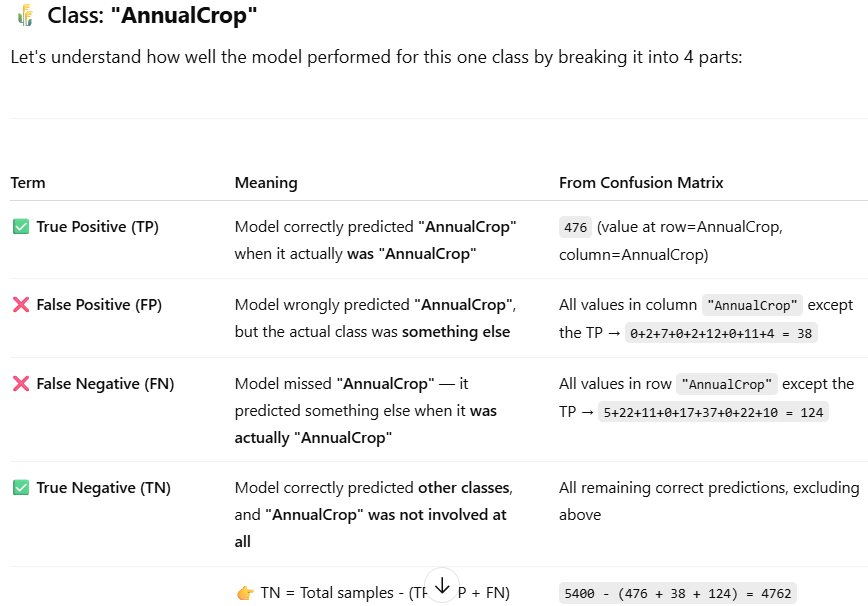 Class: "AnnualCrop"
Let's understand how well the model performed for this one class by breaking it into 4 parts:
Term Meaning From Confusion Matrix
True Positive (TP) Model correctly predicted "AnnualCrop" 476 (value at row=AnnualCrop,
when it actually was "AnnualCrop" column=AnnualCrop)
False Positive (FP) Model wrongly predicted "AnnualCrop", All values in column "AnnualCrop" except
but the actual class was something else the TP → 0+2+7+0+2+12+0+11+4 = 38
False Negative (FN) Model missed "AnnualCrop" — it All values in row "AnnualCrop" except the
predicted something else when it was TP → 5+22+11+0+17+37+0+22+10 = 124
actually "AnnualCrop"
True Negative (TN) Model correctly predicted other classes, All remaining correct predictions, excluding
and "AnnualCrop" was not involved at above
all
TN = Total samples - ( P + FN) 5400 - (476 + 38 + 124) = 4762